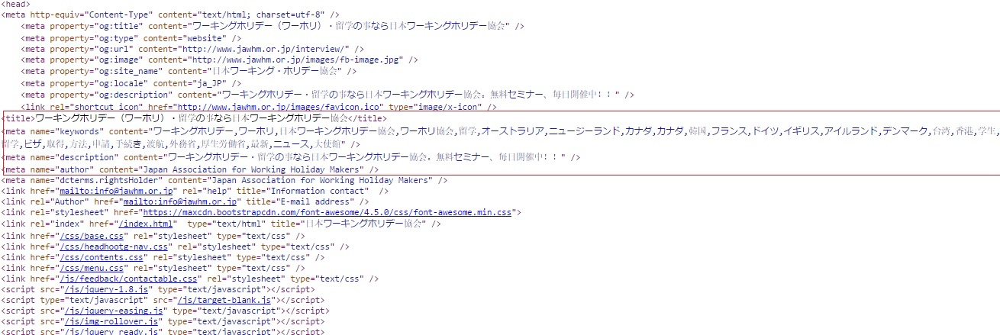 <head>
<meta http-equiv="Content-Type" content="text/html; charset=utf-8" />
<meta property="og:title" content="ワーキングホリデー（ワーホリ）・留学の事なら日本ワーキングホリデー協会" />
<meta property="og:type" content="website" />
<meta property="og:url" content="http://www.jawhm.or.jp/interview/" />
<meta property="og:image" content="http://www.jawhm.or.jp/images/fb-image.jpg" />
<meta property="og:site_name" content="日本ワーキング・ホリデー協会" />
<meta property="og:locale" content="ja_JP" />
<meta property="og:description" content="ワーキングホリデー・留学の事なら日本ワーキングホリデー協会。無料セミナー、毎日開催中！！" />
<link rel="shortcut icon" href="http://www.jawhm.or.jp/images/favicon.ico" type="image/x-icon" />
<title>ワーキングホリデー（ワーホリ）・留学の事なら日本ワーキングホリデー協会</title>
<meta name="keywords" content="ワーキングホリデー,ワーホリ,日本ワーキングホリデー協会,ワーホリ協会,留学,オーストラリア,ニュージーランド,カナダ,カナダ,韓国,フランス,ドイツ,イギリス,アイルランド,デンマーク,台湾,香港,学生,
留学,ビザ,取得,方法,申請,手続き,渡航,外務省,厚生労働省,最新,ニュース,大使館" />
<meta name="description" content="ワーキングホリデー・留学の事なら日本ワーキングホリデー協会。無料セミナー、毎日開催中！！" />
<meta name="author" content="Japan Association for Working Holiday Makers" />
<meta name="dcterms.rightsHolder" content="Japan Association for Working Holiday Makers" />
<link href="mailto:info@jawhm.or.jp" rel="help" title="Information contact"  />
<link rel="Author" href="mailto:info@jawhm.or.jp" title="E-mail address" />
<link rel="stylesheet" href="https://maxcdn.bootstrapcdn.com/font-awesome/4.5.0/css/font-awesome.min.css">
<link rel="index" href="/index.html"  type="text/html" title="日本ワーキングホリデー協会" />
<link href="/css/base.css" rel="stylesheet" type="text/css" />
<link href="/css/headhootg-nav.css" rel="stylesheet" type="text/css" />
<link href="/css/contents.css" rel="stylesheet" type="text/css" />
<link href="/css/menu.css" rel="stylesheet" type="text/css" />
<link href="/js/feedback/contactable.css" rel="stylesheet" type="text/css" />
<script src="/js/jquery-1.8.js" type="text/javascript"></script>
<script type="text/javascript" src="/js/target-blank.js"></script>
<script src="/js/jquery-easing.js" type="text/javascript"></script>
<script src="/js/img-rollover.js" type="text/javascript"></script>
<script src="/js/jquery_ready.js" type="text/javascript"></script>